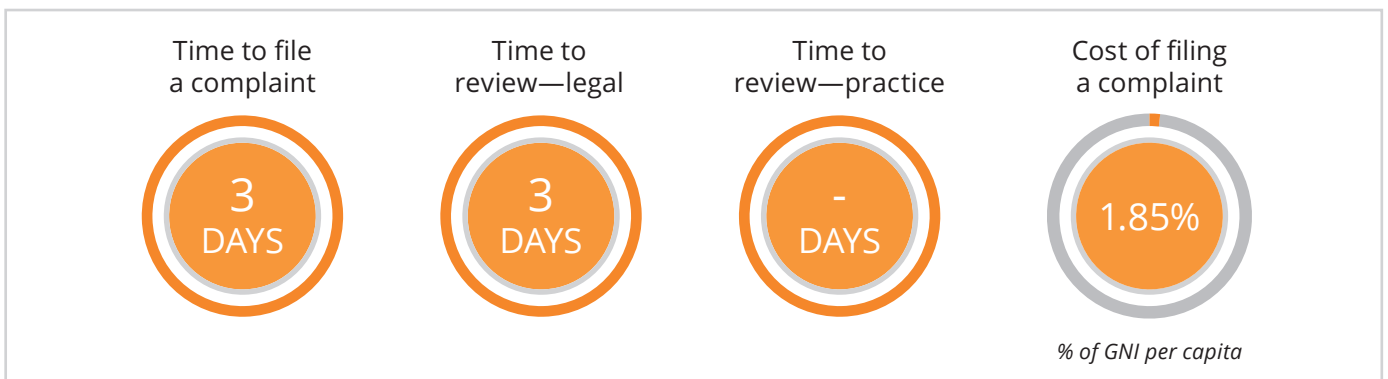 Time to file
a complaint
3
DAYS
Time to
review—legal
3
DAYS
Time to
review—practice
-
DAYS
Cost of filing
a complaint
1.85%
% of GNI per capita